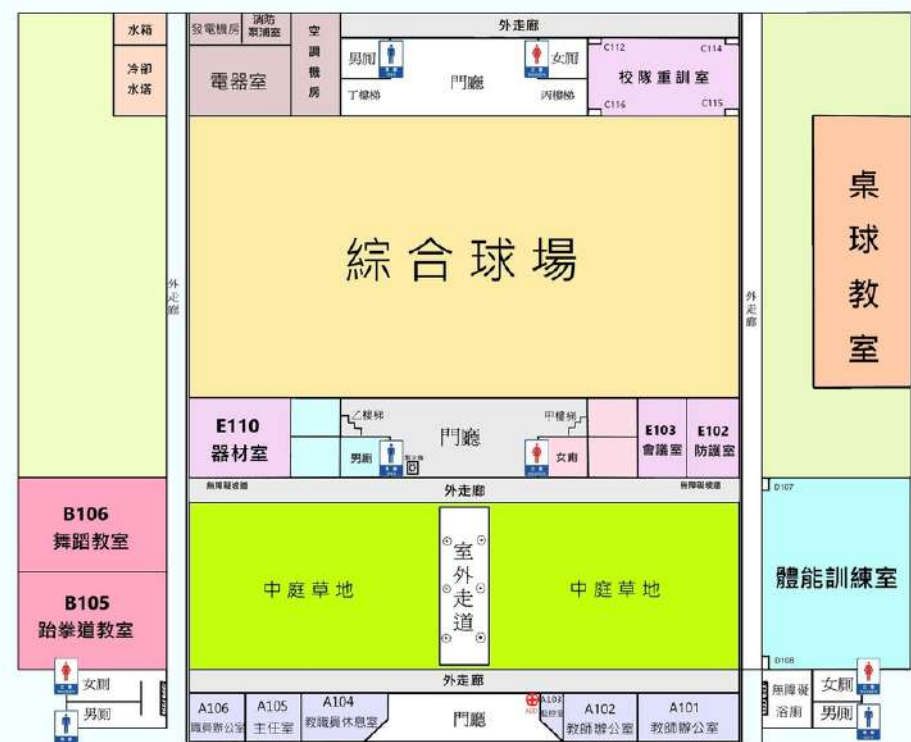 水箱
發電機房
消防
泵浦室
空調機房
外走廊
冷卻
水塔
電器室
男廁
門廳
女廁
丁樓梯
丙樓梯
C112
C114
校隊重訓室
C116
C115
綜合球場
桌球教室
外走廊
外走廊
E110
器材室
乙樓梯
男廁
門廳
甲樓梯
女廁
E103
會議室
E102
防護室
無障礙坡道
外走廊
無障礙坡道
B106
舞蹈教室
B105
跆拳道教室
中庭草地
室外走道
中庭草地
D107
體能訓練室
D108
外走廊
女廁
男廁
A106
職員辦公室
A105
主任室
A104
教職員休息室
門廳
AED
A103
A102
教師辦公室
A101
教師辦公室
無障礙
浴廁
女廁
男廁